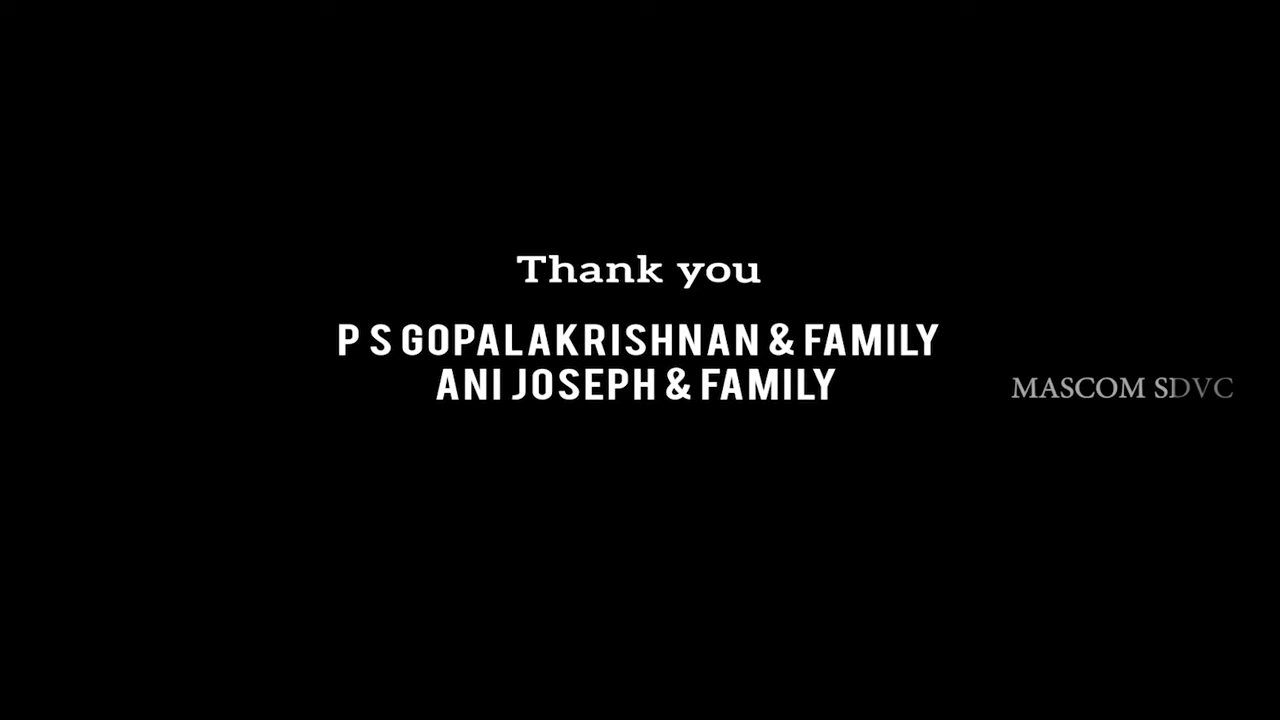 Thank you
P S GOPALAKRISHNAN & FAMILY
ANI JOSEPH & FAMILY
MASCOM SDVC